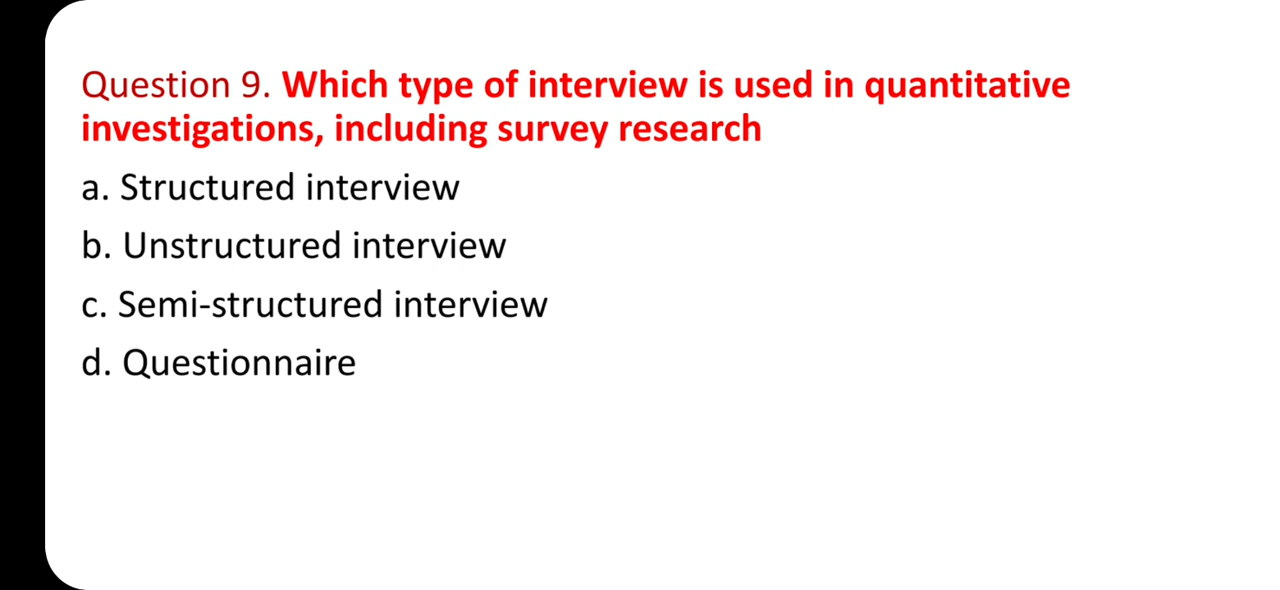 Question 9. Which type of interview is used in quantitative
investigations, including survey research
a. Structured interview
b. Unstructured interview
c. Semi-structured interview
d. Questionnaire